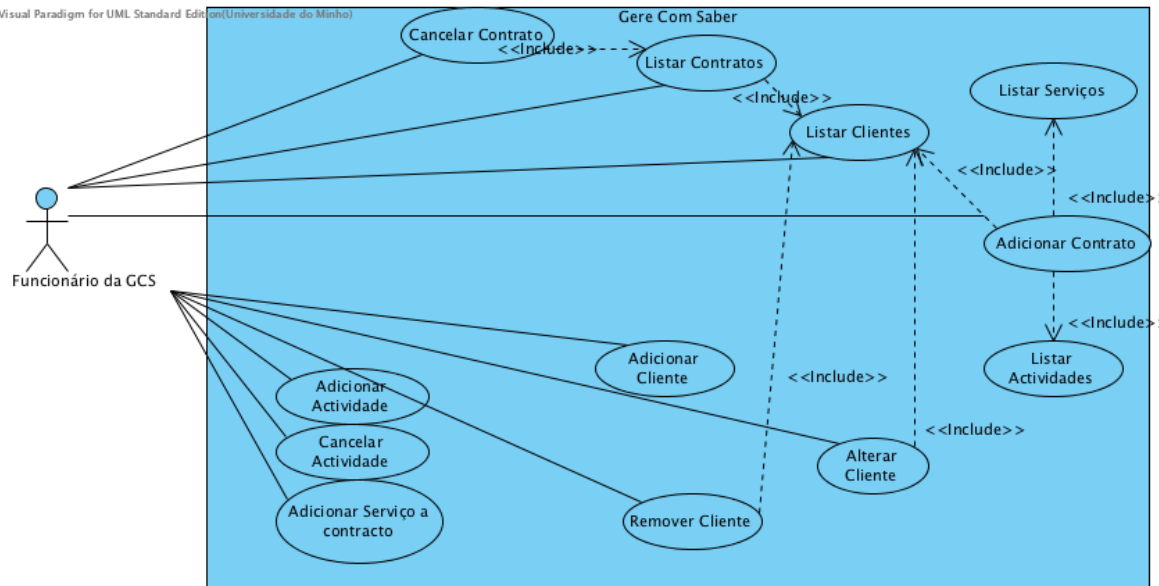 Visual Paradigm for UML Standard Edition(Universidade do Minho)
Gere Com Saber
Cancelar Contrato
<<Include>>
Listar Contratos
<<Include>>
Listar Serviços
Listar Clientes
<<Include>>
<<Include>>
Adicionar Contrato
Funcionário da GCS
<<Include>>
Adicionar
Cliente
Listar
Actividades
<<Include>>
Adicionar
Actividade
<<Include>>
Cancelar
Actividade
Alterar
Cliente
Adicionar Serviço a
contracto
Remover Cliente